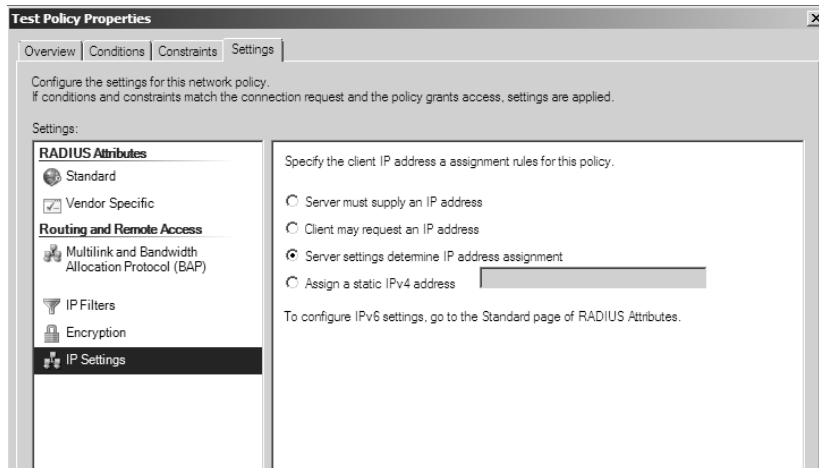 Test Policy Properties
Overview Conditions Constraints Settings
Configure the settings for this network policy.
If conditions and constraints match the connection request and the policy grants access, settings are applied.
Settings:
RADIUS Attributes
Standard
Vendor Specific
Routing and Remote Access
Multilink and Bandwidth
Allocation Protocol (BAP)
IP Filters
Encryption
IP Settings
Specify the client IP address a assignment rules for this policy.
Server must supply an IP address
Client may request an IP address
Server settings determine IP address assignment
Assign a static IPv4 address
To configure IPv6 settings, go to the Standard page of RADIUS Attributes.